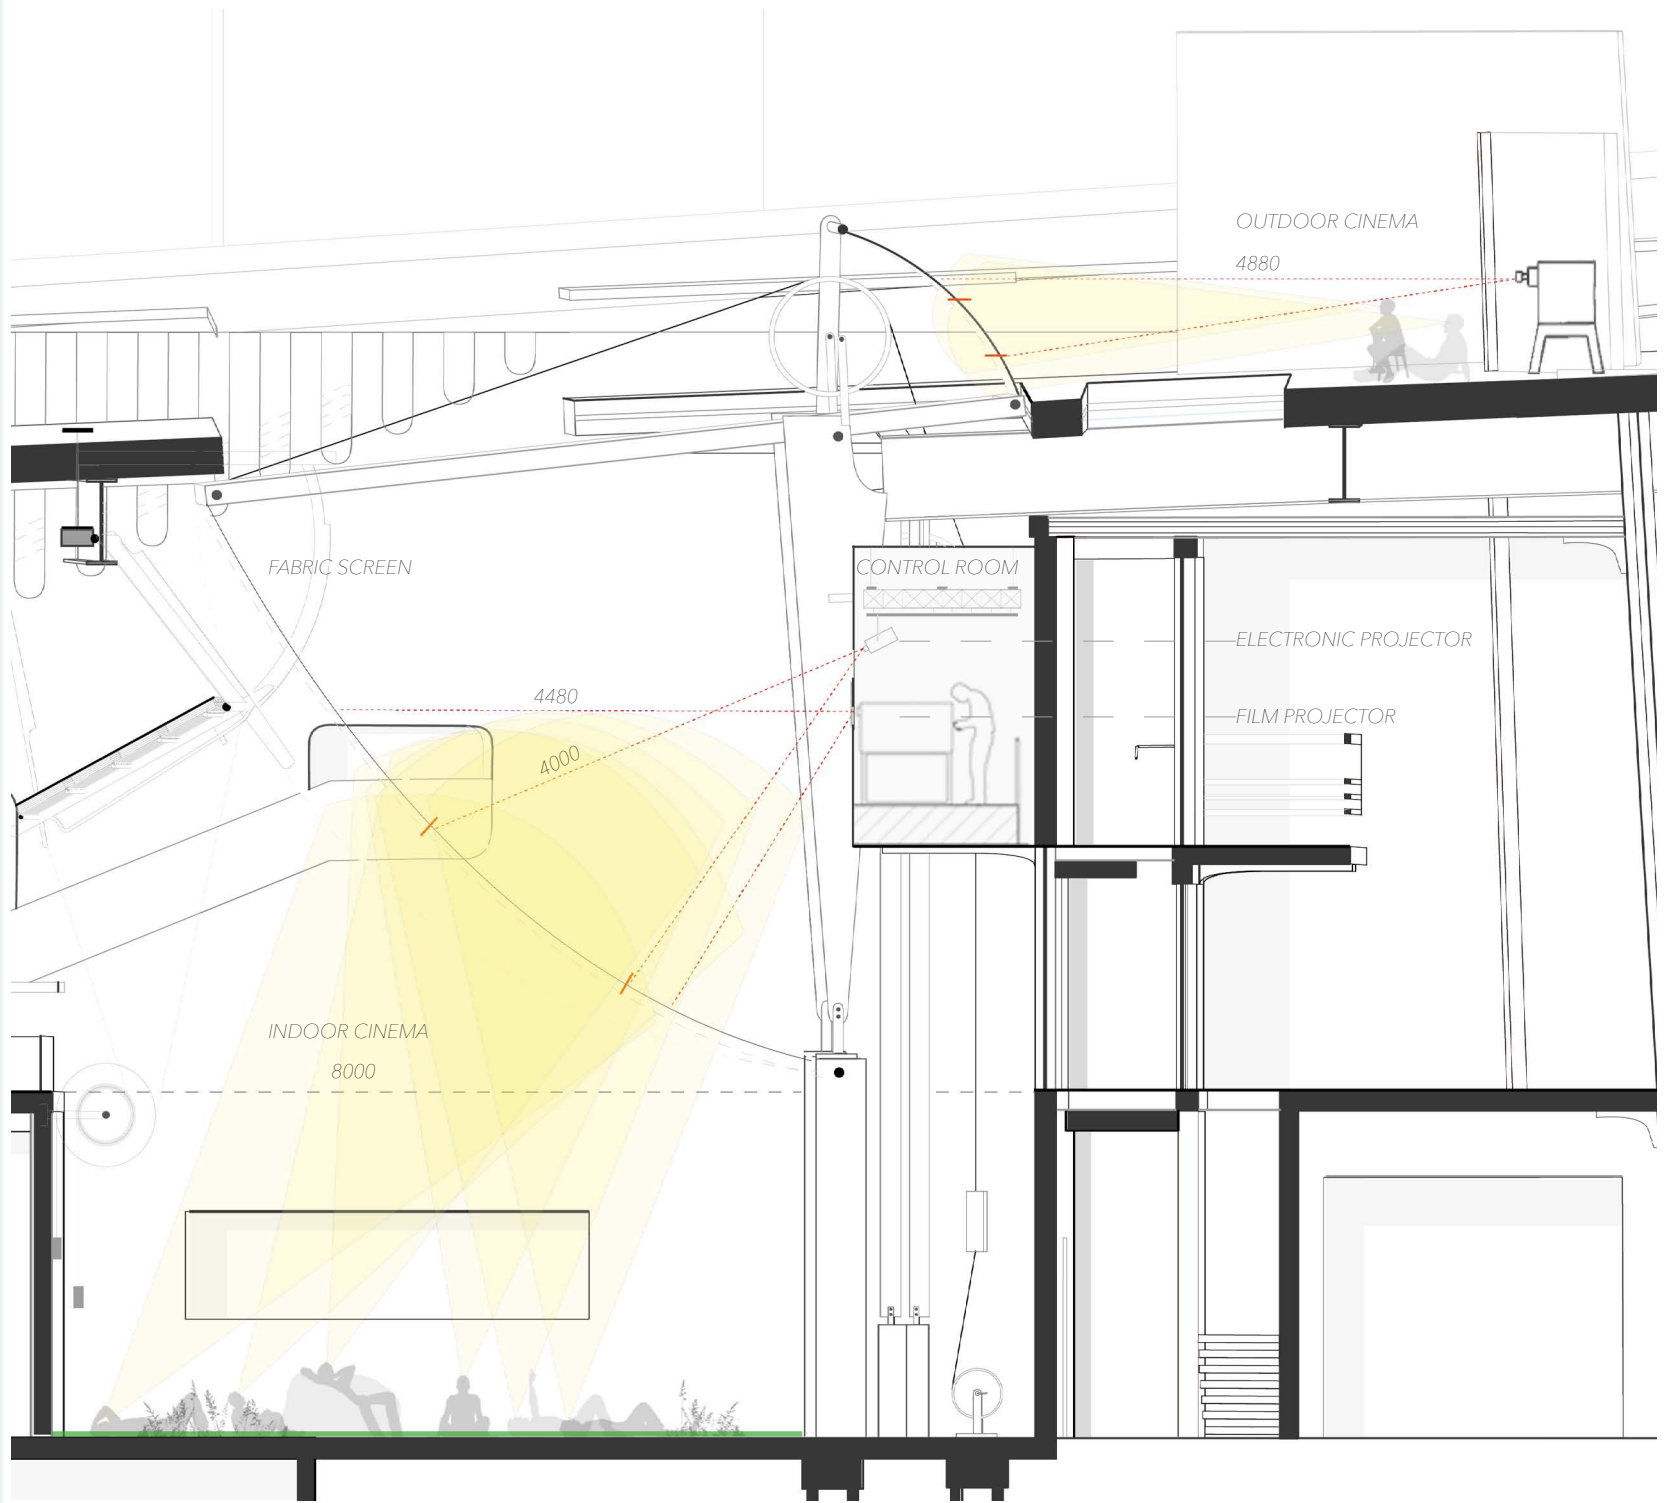 OUTDOOR CINEMA
4880
FABRIC SCREEN
CONTROL ROOM
ELECTRONIC PROJECTOR
4480
FILM PROJECTOR
4000
INDOOR CINEMA
8000